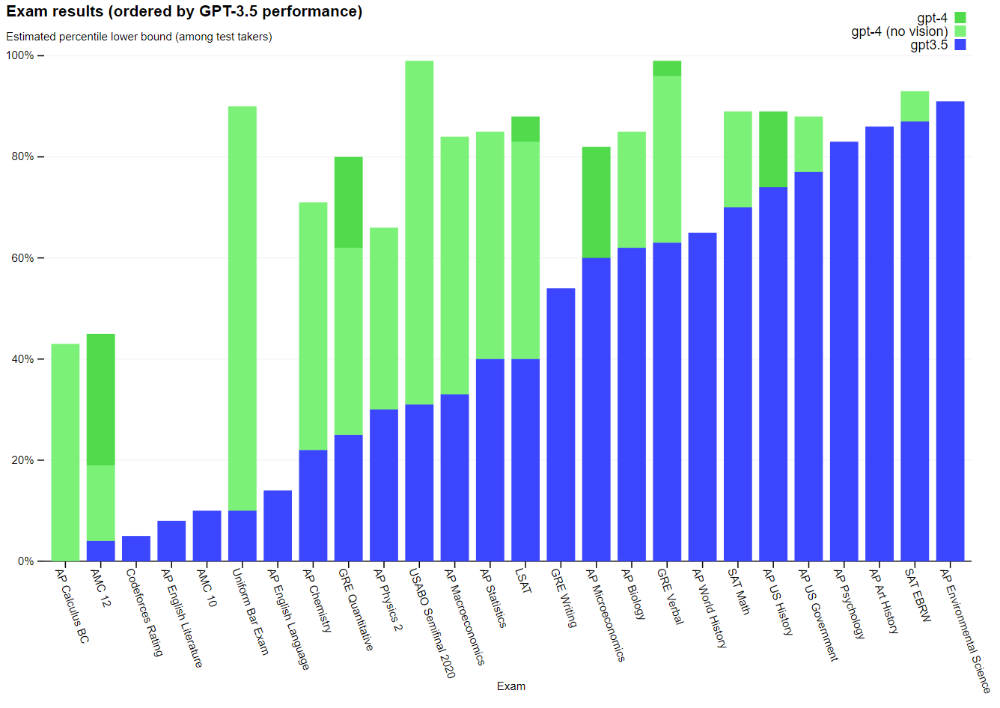 Exam results (ordered by GPT-3.5 performance)
Estimated percentile lower bound (among test takers)
gpt-4
gpt-4 (no vision)
gpt3.5
100%
80%
60%
40%
20%
0%
AP Calculus BC
AMC 12
Codeforces Rating
AP English Literature
AMC 10
Uniform Bar Exam
AP English Language
AP Chemistry
GRE Quantitative
AP Physics 2
USABO Semifinal 2020
AP Macroeconomics
AP Statistics
LSAT
GRE Writing
AP Microeconomics
AP Biology
GRE Verbal
AP World History
SAT Math
AP US History
AP US Government
AP Psychology
AP Art History
SAT EBRW
AP Environmental Science
Exam